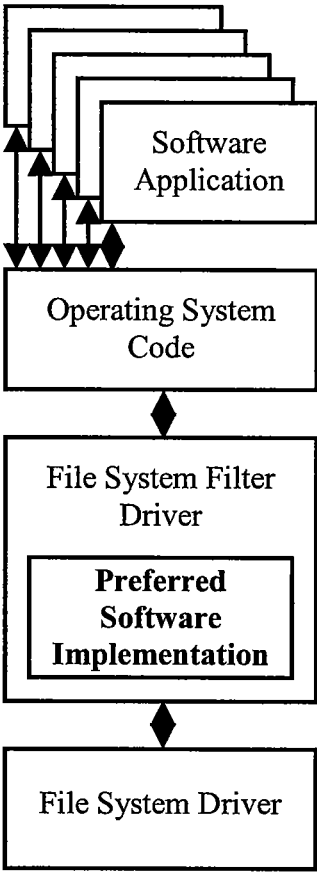 Software
Application
Operating System
Code
File System Filter
Driver
Preferred
Software
Implementation
File System Driver